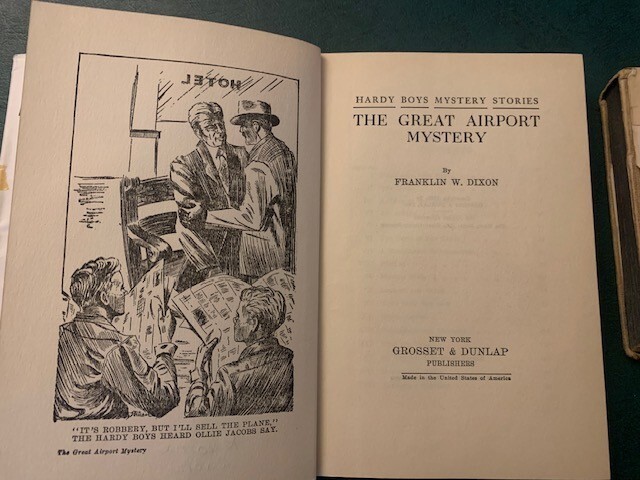 HOTEL
"IT'S ROBBERY, BUT I'LL SELL THE PLANE,"
THE HARDY BOYS HEARD OLLIE JACOBS SAY.
The Great Airport Mystery
HARDY BOYS MYSTERY STORIES
THE GREAT AIRPORT
MYSTERY
By
FRANKLIN W. DIXON
NEW YORK
GROSSET & DUNLAP
PUBLISHERS
Made in the United States of America